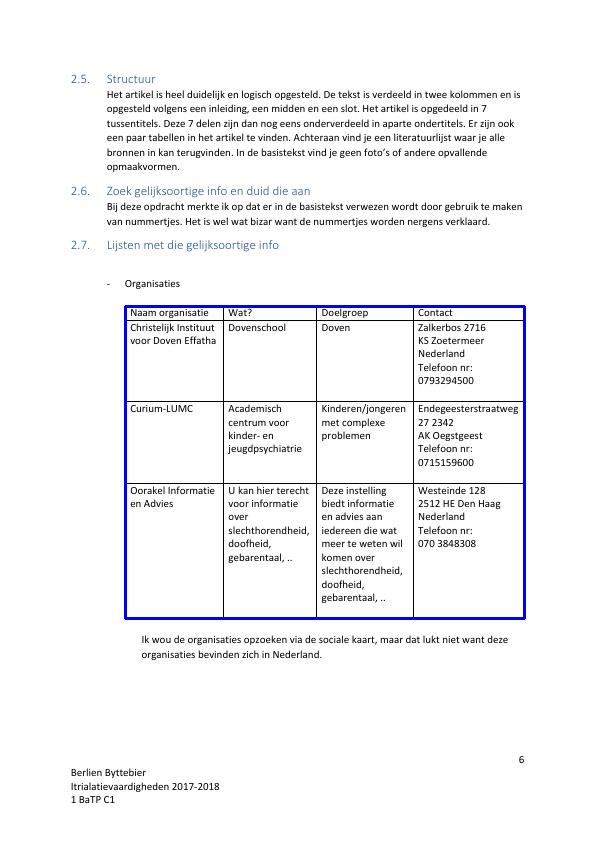 2.5. Structuur
Het artikel is heel duidelijk en logisch opgesteld. De tekst is verdeeld in twee kolommen en is
opgesteld volgens een inleiding, een midden en een slot. Het artikel is opgedeeld in 7
tussentitels. Deze 7 delen zijn dan nog eens onderverdeeld in aparte ondertitels. Er zijn ook
een paar tabellen in het artikel te vinden. Achteraan vind je een literatuurlijst waar je alle
bronnen in kan terugvinden. In de basistekst vind je geen foto's of andere opvallende
opmaakvormen.
2.6. Zoek gelijksoortige info en duid die aan
Bij deze opdracht merkte ik op dat er in de basistekst verwezen wordt door gebruik te maken
van nummertjes. Het is wel wat bizar want de nummertjes worden nergens verklaard.
2.7. Lijsten met die gelijksoortige info
- Organisaties
Naam organisatie Wat? Doelgroep Contact
Christelijk Instituut Dovenschool Doven Zalkerbos 2716
voor Doven Effatha KS Zoetermeer
Nederland
Telefoon nr:
0793294500
Curium-LUMC Academisch Kinderen/jongeren Endegeesterstraatweg
centrum voor met complexe 27 2342
kinder- en problemen AK Oegstgeest
jeugdpsychiatrie Telefoon nr:
0715159600
Oorakel Informatie U kan hier terecht Deze instelling Westeinde 128
en Advies voor informatie biedt informatie 2512 HE Den Haag
over en advies aan Nederland
slechthorendheid, iedereen die wat Telefoon nr:
doofheid, meer te weten wil 070 3848308
gebarentaal, .. komen over
slechthorendheid,
doofheid,
gebarentaal, ..
Ik wou de organisaties opzoeken via de sociale kaart, maar dat lukt niet want deze
organisaties bevinden zich in Nederland.
6
Berlien Byttebier
Itrialatievaardigheden 2017-2018
1 BaTP C1